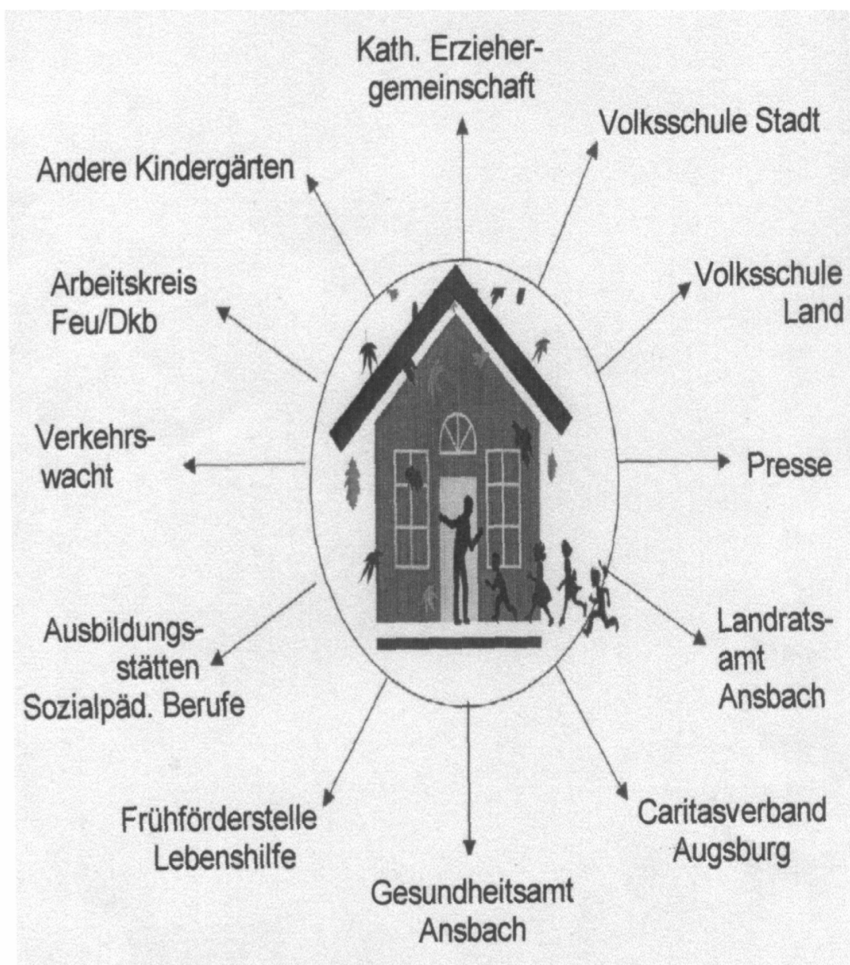 Kath. Erzieher-
gemeinschaft
Volksschule Stadt
Andere Kindergärten
Volksschule
Land
Arbeitskreis
Feu/Dkb
Verkehrs-
wacht
Presse
Ausbildungs-
stätten
Sozialpäd. Berufe
Landrats-
amt
Ansbach
Frühförderstelle
Lebenshilfe
Caritasverband
Augsburg
Gesundheitsamt
Ansbach